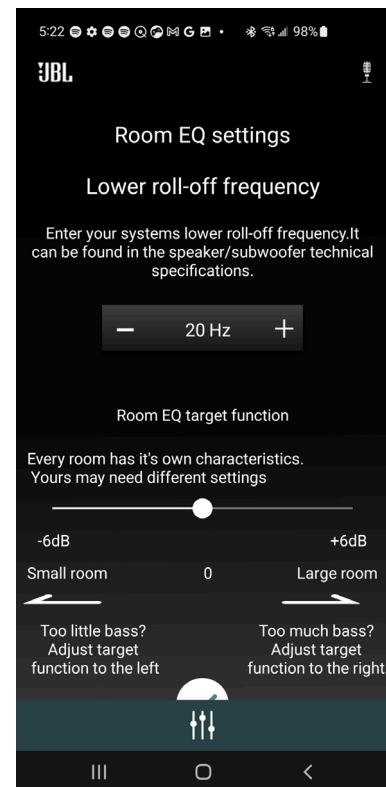 5:22 98%
JBL
Room EQ settings
Lower roll-off frequency
Enter your systems lower roll-off frequency.It
can be found in the speaker/subwoofer technical
specifications.
− 20 Hz +
Room EQ target function
Every room has it's own characteristics.
Yours may need different settings
-6dB +6dB
Small room 0 Large room
Too little bass? Too much bass?
Adjust target Adjust target
function to the left function to the right